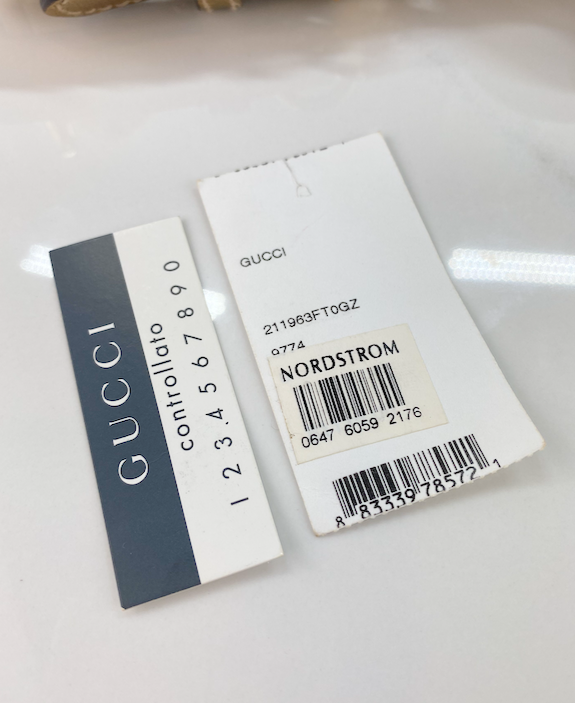 GUCCI
controllato
1 2 3.4 5 6 7 8 9 0
GUCCI
211963FT0GZ
9774
NORDSTROM
0647 6059 2176
8 83339 78572 1